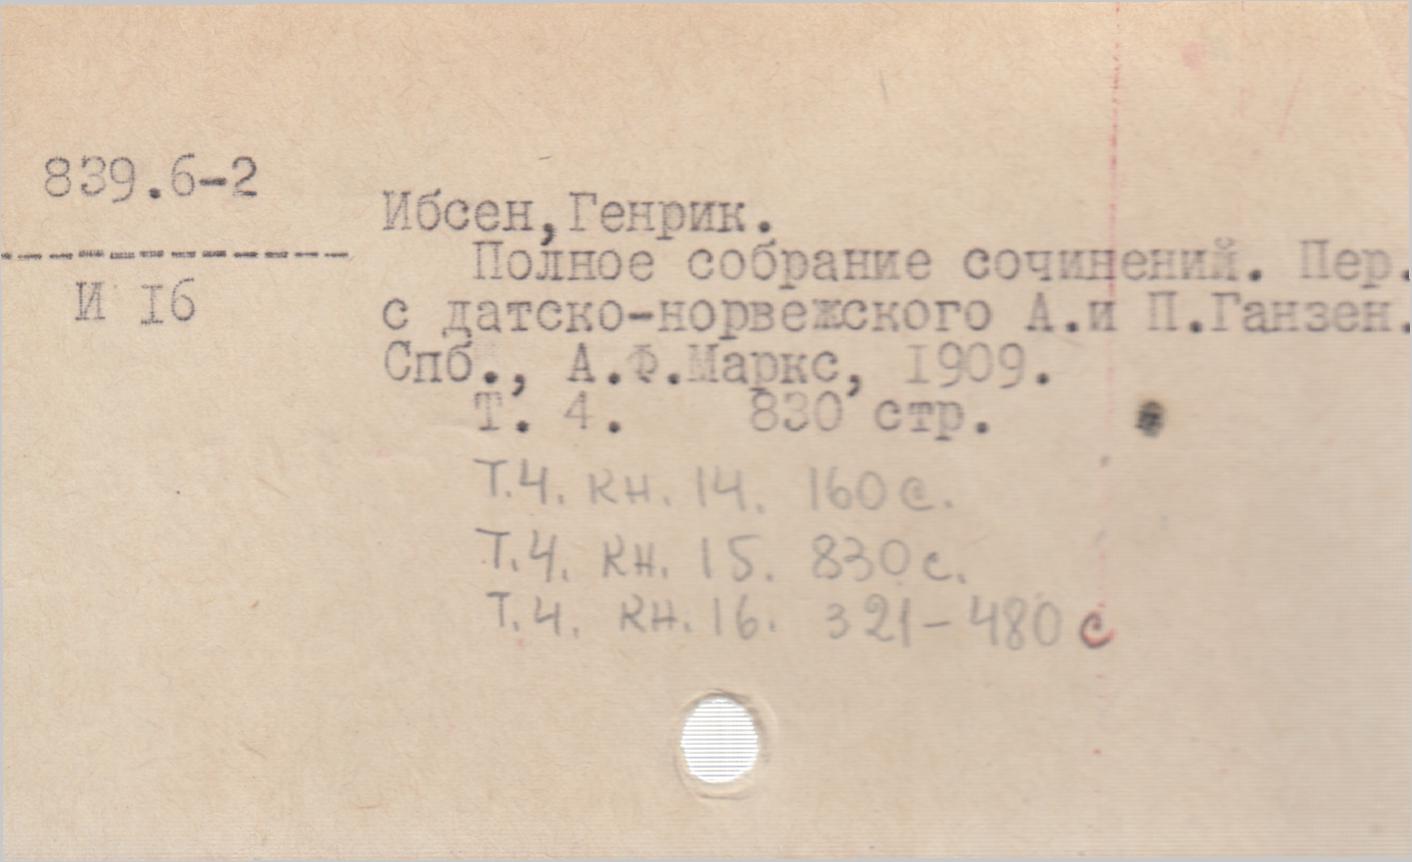 839.6-2
И I6
Ибсен,Генрик.
Полное собрание сочинений. Пер.
с датско-норвежского А.и П.Ганзен.
Спб., А.Ф.Маркс, I909.
Т. 4. 830 стр.
Т.4. кн. 14. 160 с.
Т.4. кн. 15. 830 с.
Т.4. кн. 16. 321-480 с